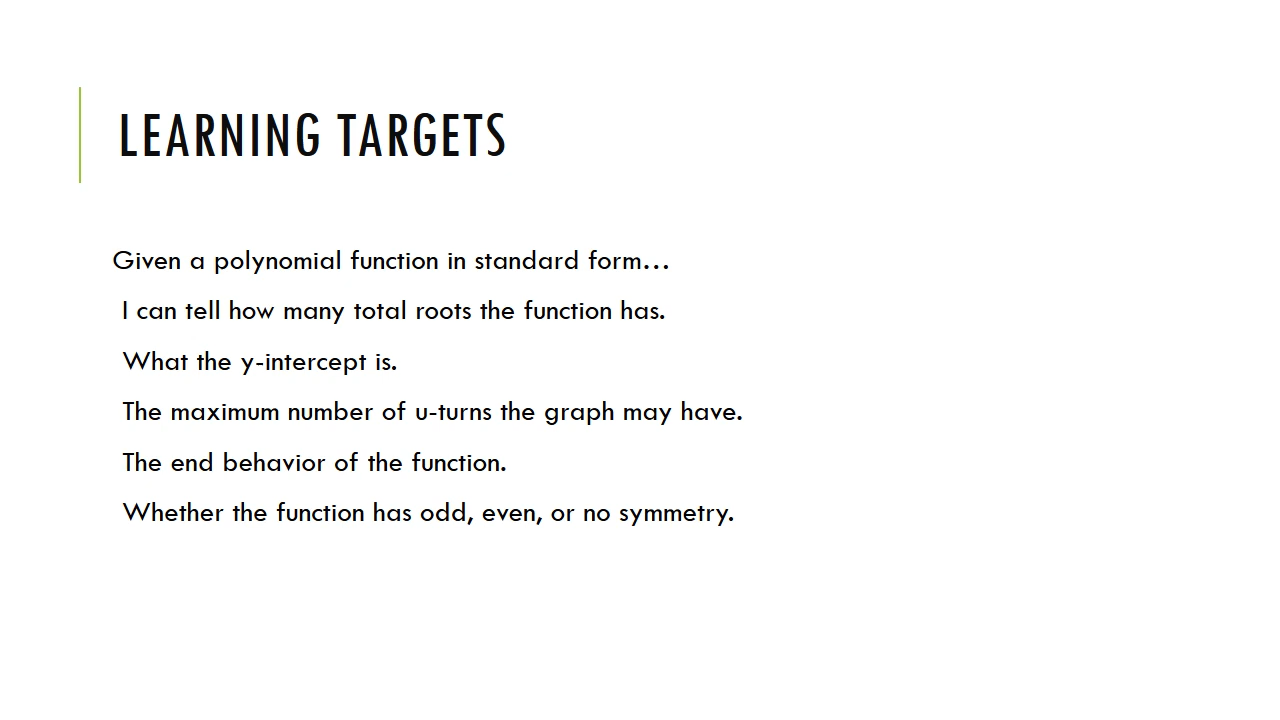 LEARNING TARGETS
Given a polynomial function in standard form…
I can tell how many total roots the function has.
What the y-intercept is.
The maximum number of u-turns the graph may have.
The end behavior of the function.
Whether the function has odd, even, or no symmetry.